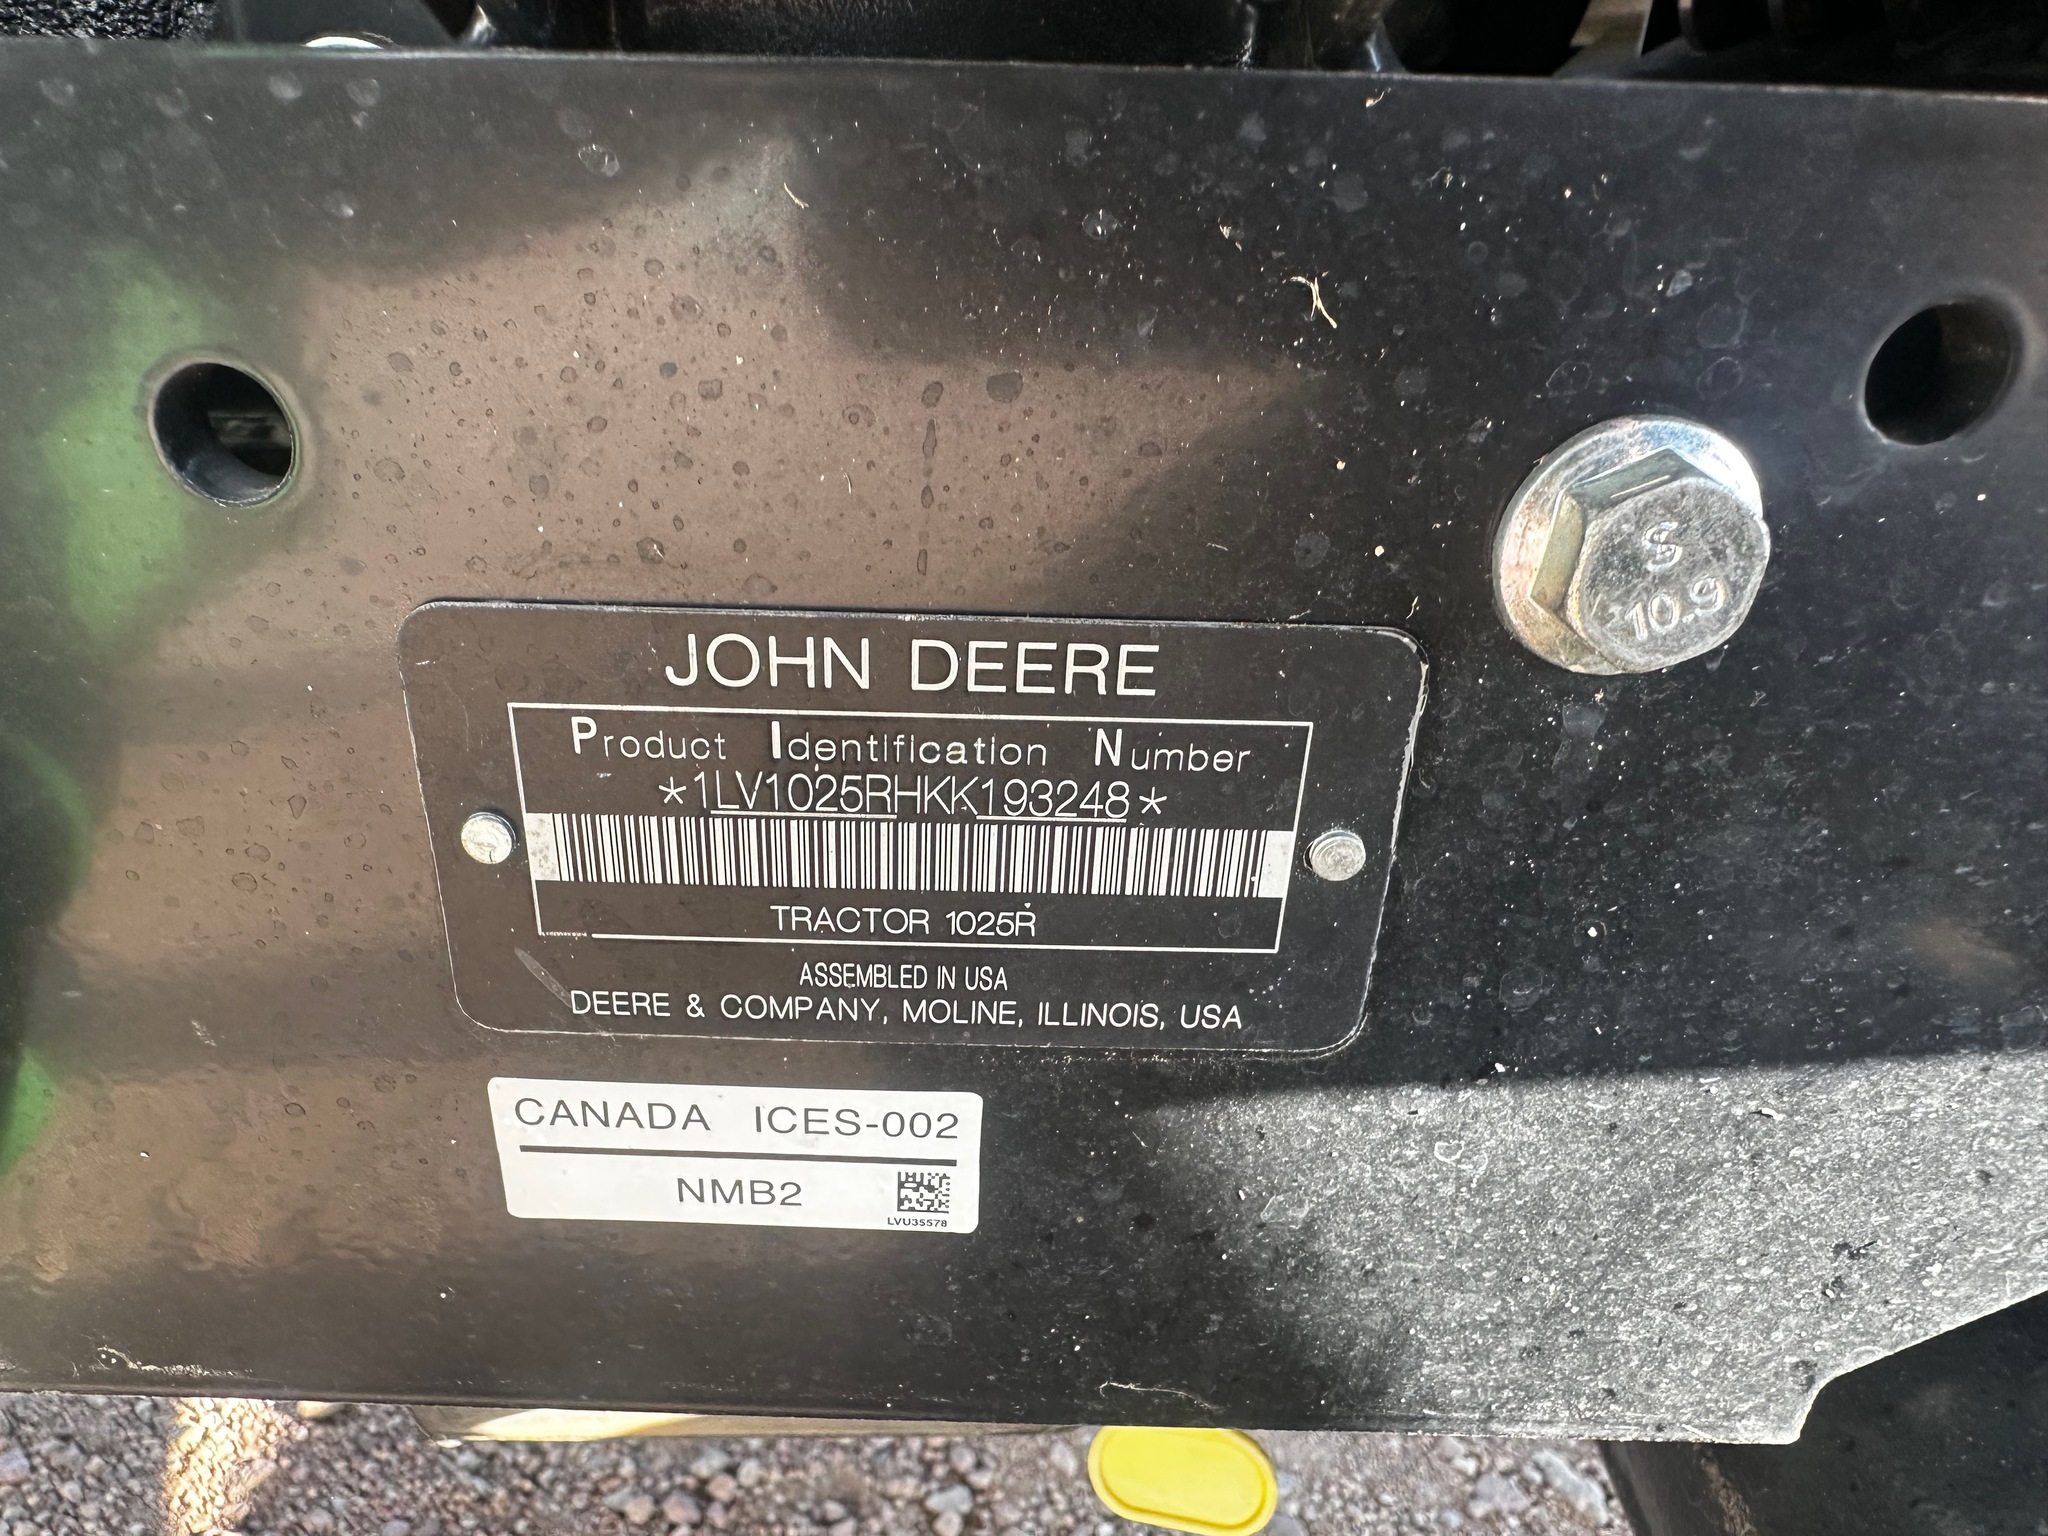 S
10.9
JOHN DEERE
Product Identification Number
*1LV1025RHKK193248*
TRACTOR 1025R
ASSEMBLED IN USA
DEERE & COMPANY, MOLINE, ILLINOIS, USA
CANADA ICES-002
NMB2
LVU35578